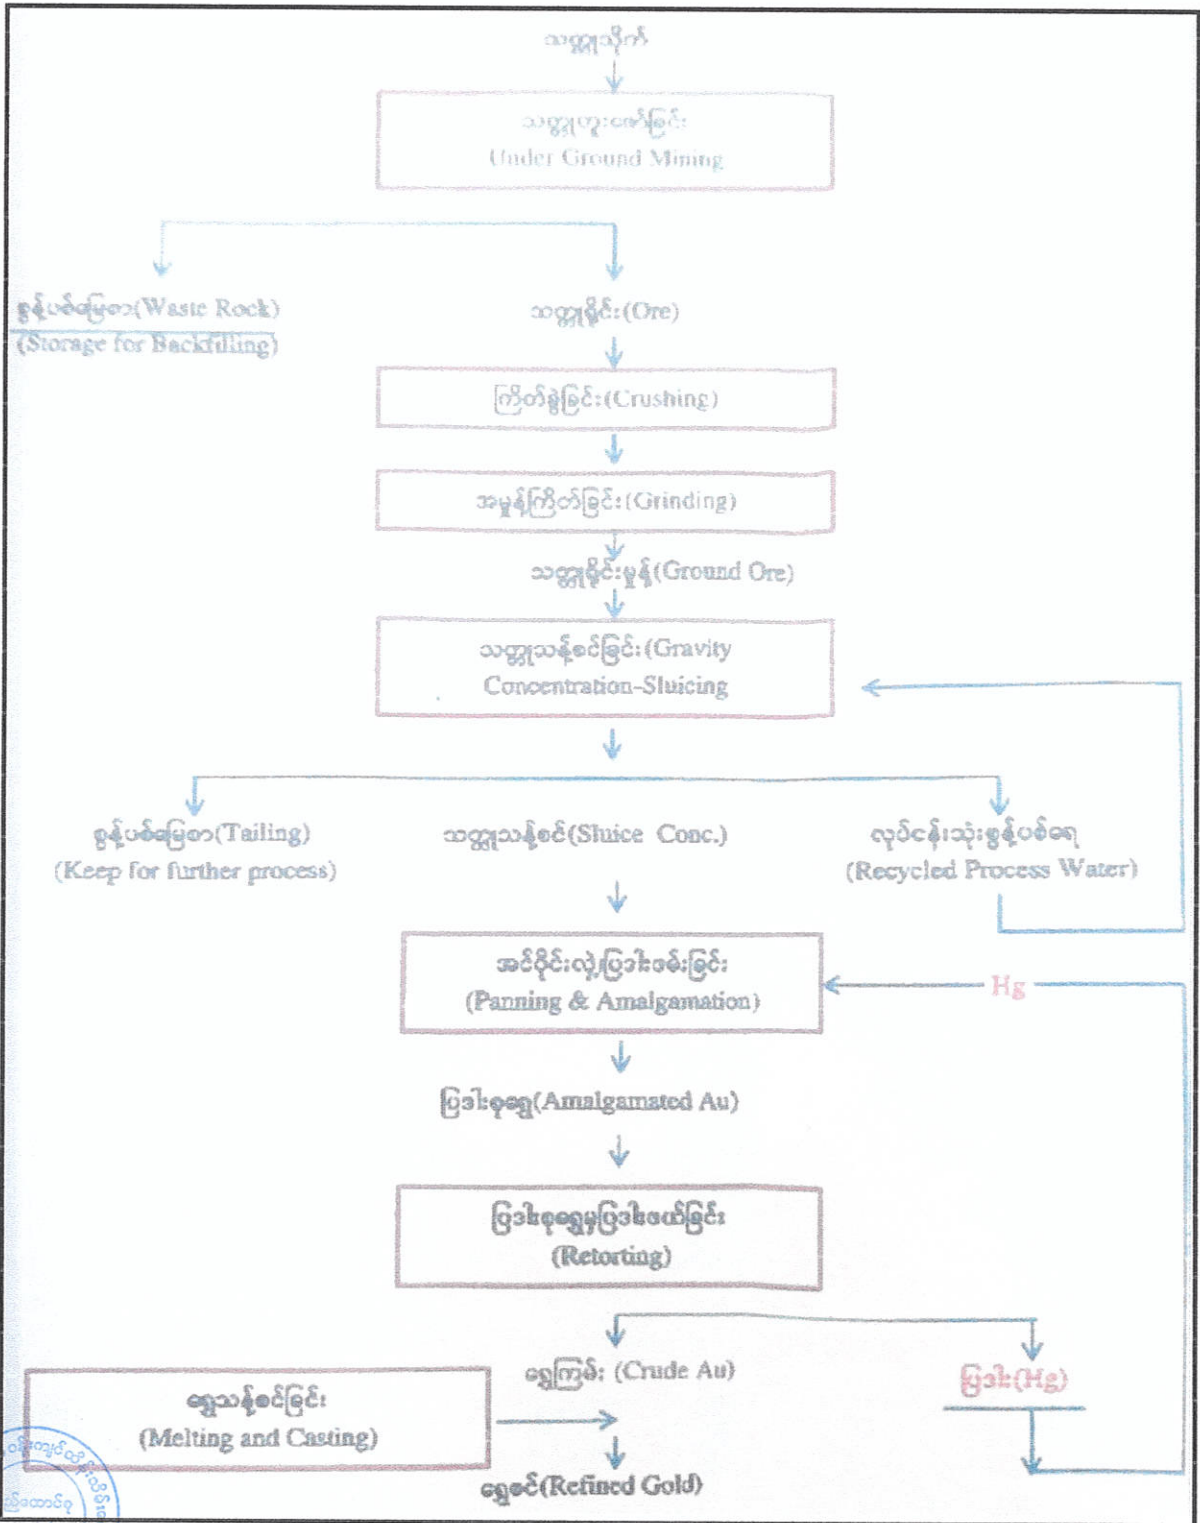 သတ္တုသိုက်
သတ္တုတူးဖော်ခြင်း
Under Ground Mining
စွန့်ပစ်မြေစာ(Waste Rock)
(Storage for Backfilling)
သတ္တုရိုင်း(Ore)
ကြိတ်ခွဲခြင်း(Crushing)
အမှုန့်ကြိတ်ခြင်း(Grinding)
သတ္တုရိုင်းမှုန့်(Ground Ore)
သတ္တုသန့်စင်ခြင်း(Gravity
Concentration-Sluicing
စွန့်ပစ်မြေစာ(Tailing)
(Keep for further process)
သတ္တုသန့်စင်(Sluice Conc.)
လုပ်ငန်းသုံးစွန့်ပစ်ရေ
(Recycled Process Water)
အင်ဝိုင်းလှဲ့ပြဒါးဖမ်းခြင်း
(Panning & Amalgamation)
Hg
ပြဒါးစုရွှေ(Amalgamated Au)
ပြဒါးစုရွှေမှပြဒါးဖယ်ခြင်း
(Retorting)
ရွှေကြမ်း (Crude Au)
ပြဒါး(Hg)
ရွှေသန့်စင်ခြင်း
(Melting and Casting)
ရွှေစင်(Refined Gold)